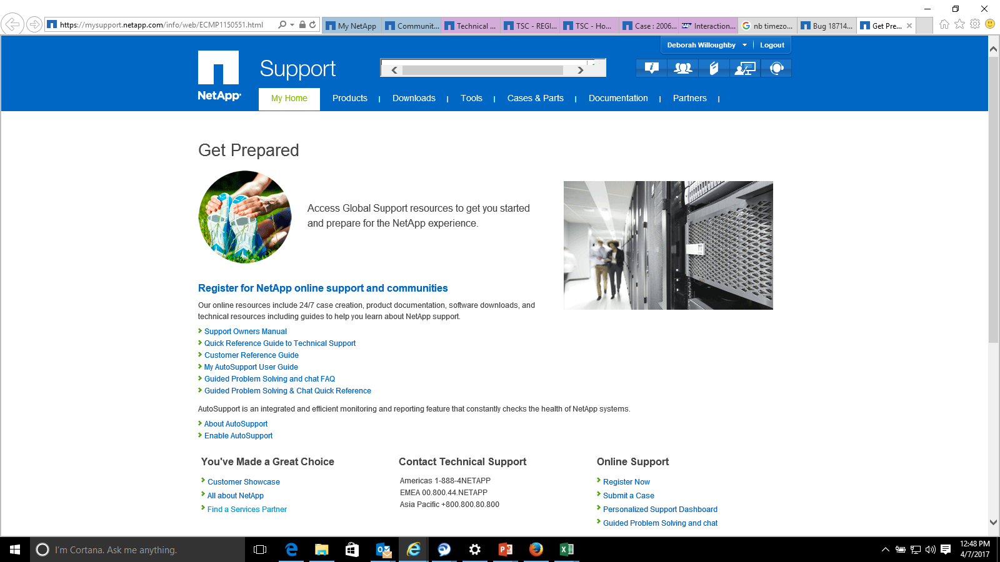 https://mysupport.netapp.com/info/web/ECMP1150551.html
My NetApp
Communit...
Technical ...
TSC - REGI...
TSC - Ho...
Case : 2006...
SAP Interaction...
nb timezo...
Bug 18714...
Get Pre...
Deborah Willoughby
Logout
NetApp
Support
My Home
Products
Downloads
Tools
Cases & Parts
Documentation
Partners
Get Prepared
Access Global Support resources to get you started
and prepare for the NetApp experience.
Register for NetApp online support and communities
Our online resources include 24/7 case creation, product documentation, software downloads, and
technical resources including guides to help you learn about NetApp support.
Support Owners Manual
Quick Reference Guide to Technical Support
Customer Reference Guide
My AutoSupport User Guide
Guided Problem Solving and chat FAQ
Guided Problem Solving & Chat Quick Reference
AutoSupport is an integrated and efficient monitoring and reporting feature that constantly checks the health of NetApp systems.
About AutoSupport
Enable AutoSupport
You've Made a Great Choice
Customer Showcase
All about NetApp
Find a Services Partner
Contact Technical Support
Americas 1-888-4NETAPP
EMEA 00.800.44.NETAPP
Asia Pacific +800.800.80.800
Online Support
Register Now
Submit a Case
Personalized Support Dashboard
Guided Problem Solving and chat
I'm Cortana. Ask me anything.
12:48 PM
4/7/2017